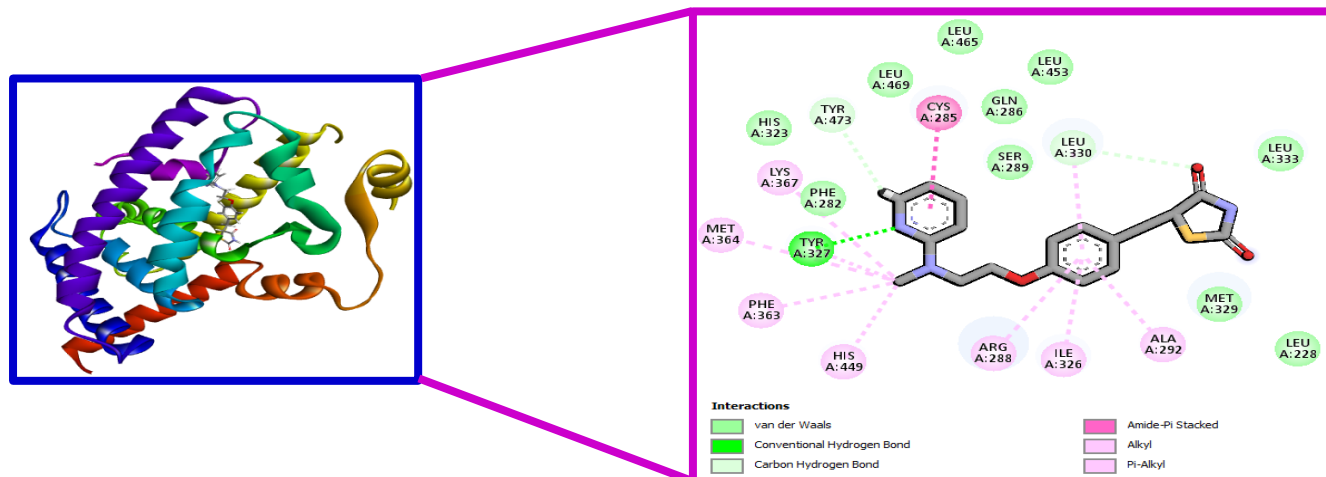 LEU
A:465
LEU
A:453
LEU
A:469
CYS
A:285
GLN
A:286
TYR
A:473
HIS
A:323
LEU
A:330
LEU
A:333
SER
A:289
LYS
A:367
PHE
A:282
MET
A:364
TYR
A:327
MET
A:329
PHE
A:363
HIS
A:449
ARG
A:288
ILE
A:326
ALA
A:292
LEU
A:228
Interactions
van der Waals
Conventional Hydrogen Bond
Carbon Hydrogen Bond
Amide-Pi Stacked
Alkyl
Pi-Alkyl